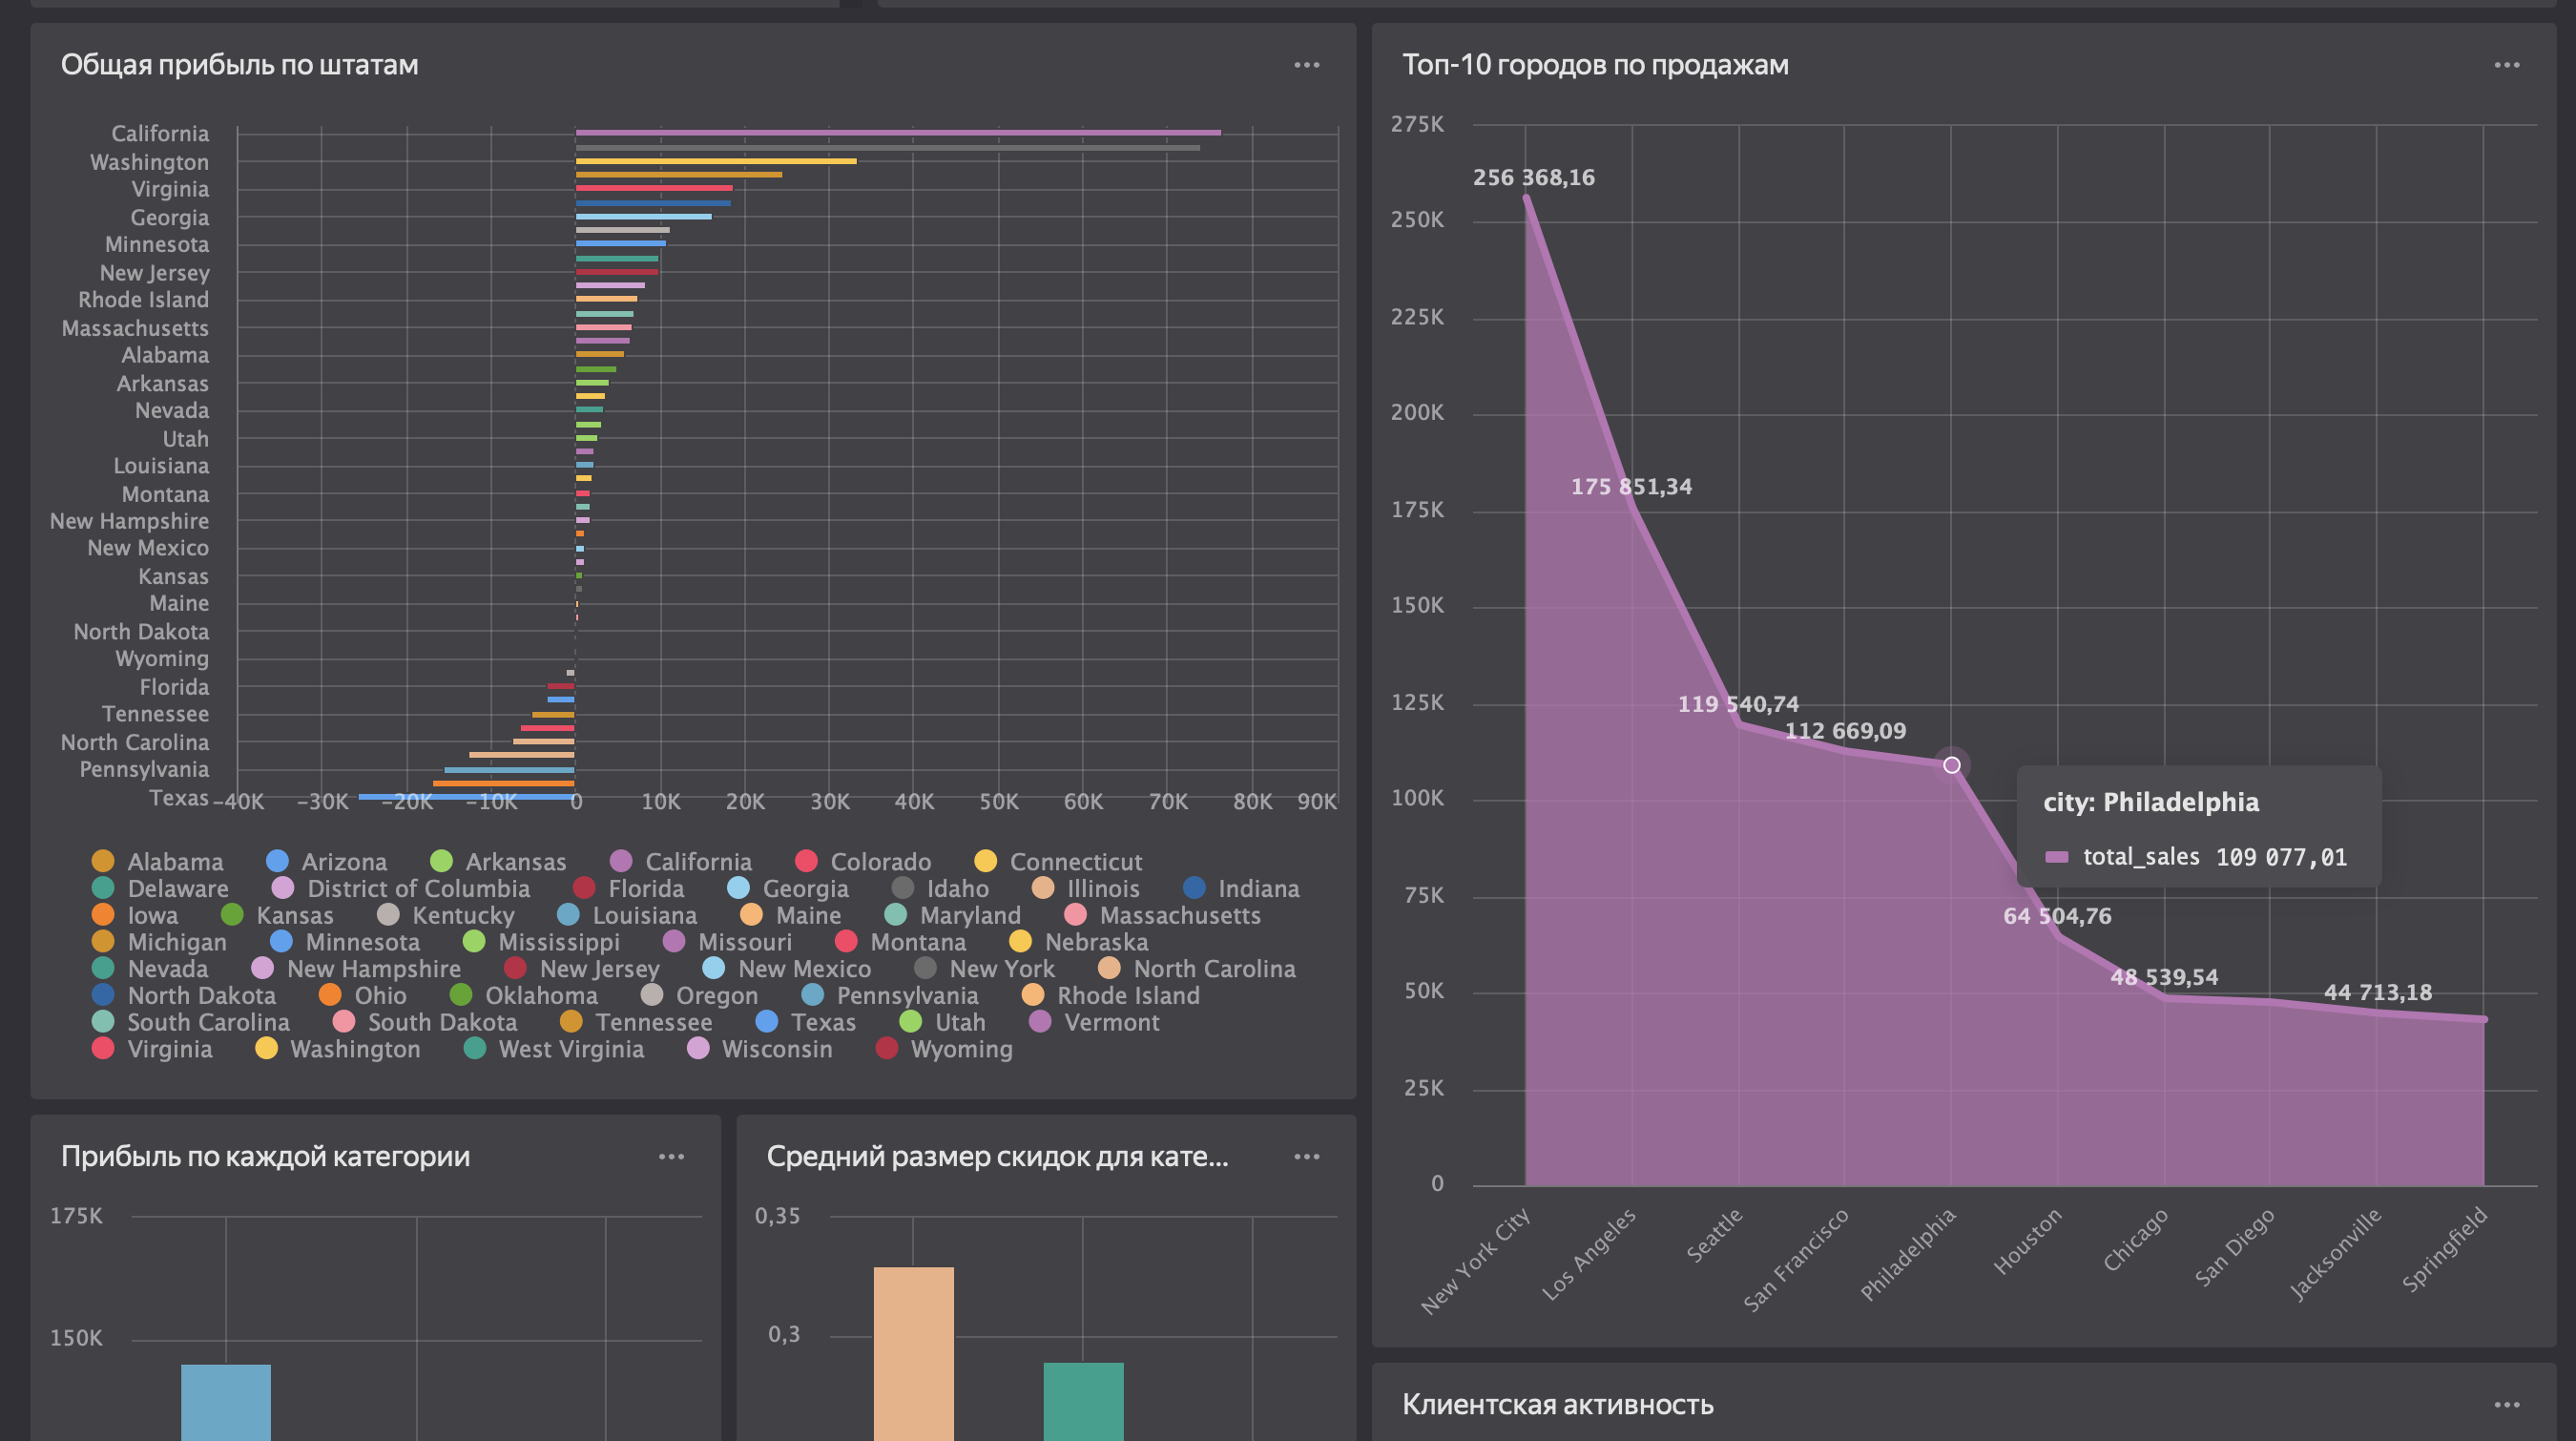 Общая прибыль по штатам
California
Washington
Virginia
Georgia
Minnesota
New Jersey
Rhode Island
Massachusetts
Alabama
Arkansas
Nevada
Utah
Louisiana
Montana
New Hampshire
New Mexico
Kansas
Maine
North Dakota
Wyoming
Florida
Tennessee
North Carolina
Pennsylvania
Texas
−40K −30K −20K −10K 0 10K 20K 30K 40K 50K 60K 70K 80K 90K
Alabama Arizona Arkansas California Colorado Connecticut
Delaware District of Columbia Florida Georgia Idaho Illinois Indiana
Iowa Kansas Kentucky Louisiana Maine Maryland Massachusetts
Michigan Minnesota Mississippi Missouri Montana Nebraska
Nevada New Hampshire New Jersey New Mexico New York North Carolina
North Dakota Ohio Oklahoma Oregon Pennsylvania Rhode Island
South Carolina South Dakota Tennessee Texas Utah Vermont
Virginia Washington West Virginia Wisconsin Wyoming
Топ-10 городов по продажам
275K
250K
225K
200K
175K
150K
125K
100K
75K
50K
25K
0
256 368,16
175 851,34
119 540,74
112 669,09
city: Philadelphia
total_sales 109 077,01
64 504,76
48 539,54
44 713,18
New York City
Los Angeles
Seattle
San Francisco
Philadelphia
Houston
Chicago
San Diego
Jacksonville
Springfield
Прибыль по каждой категории
175K
150K
Средний размер скидок для кате...
0,35
0,3
Клиентская активность